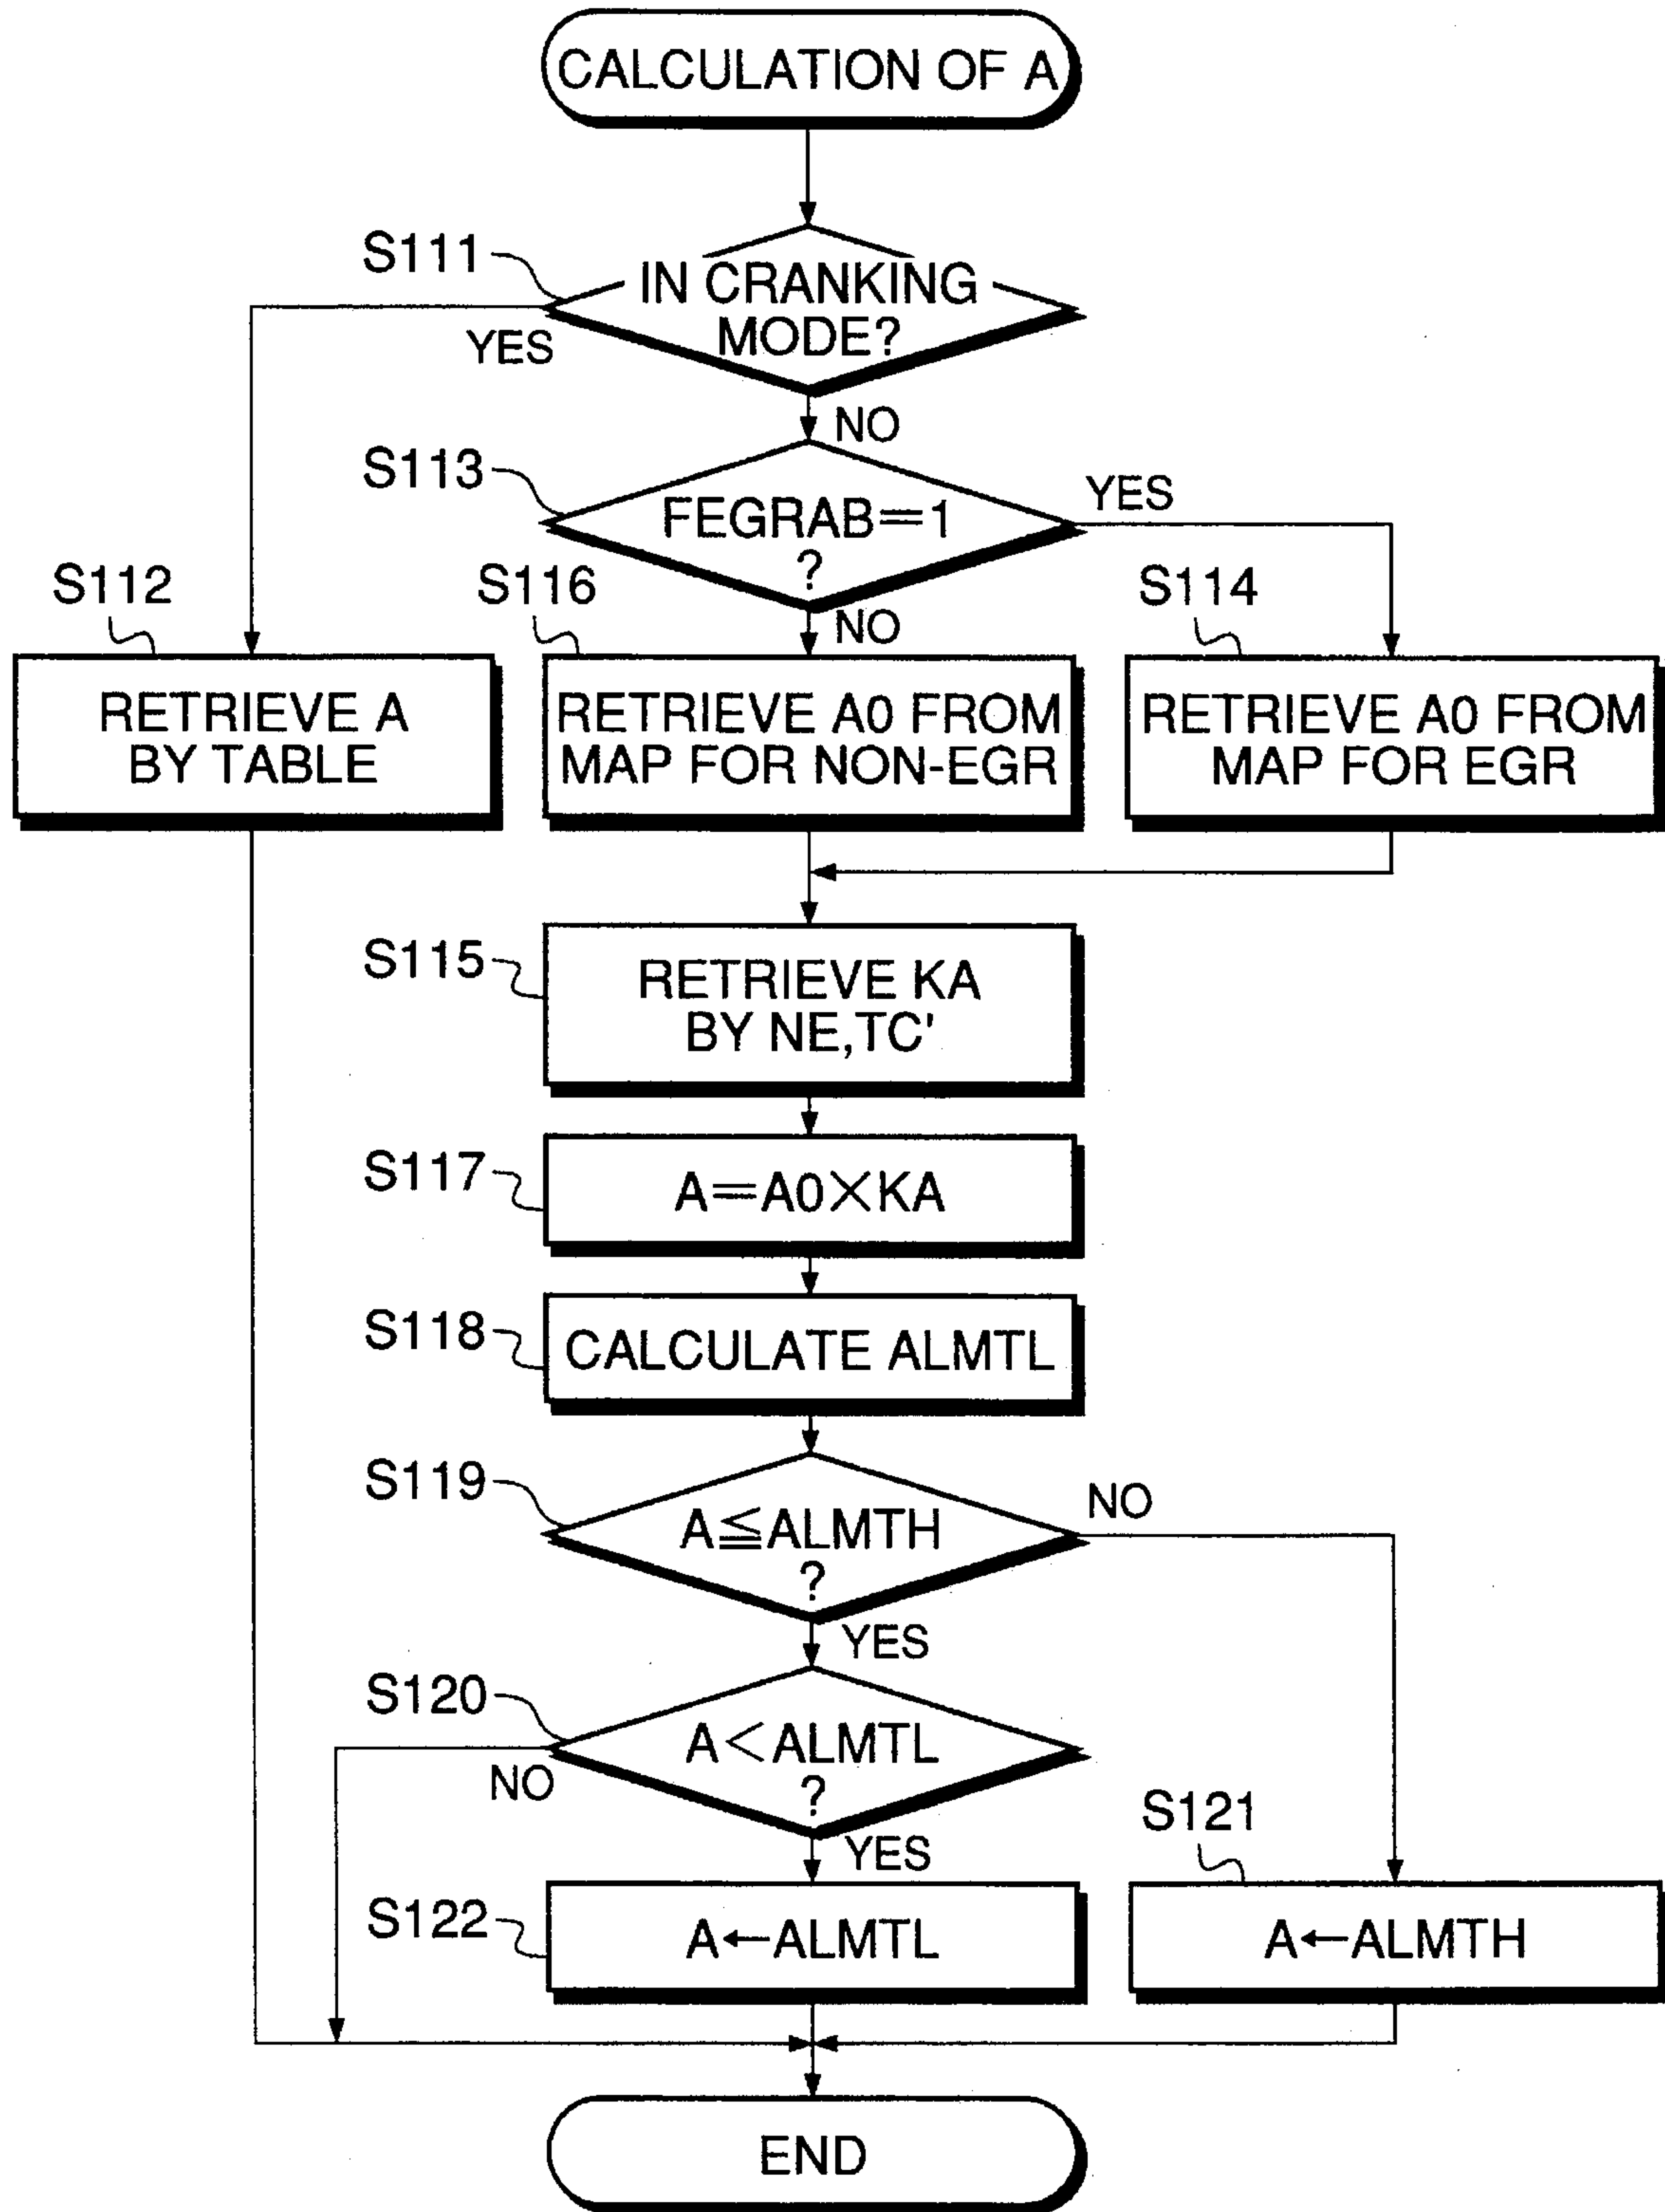 CALCULATION OF A
S111
IN CRANKING
MODE?
YES
NO
S113
FEGRAB=1
?
YES
NO
S112
RETRIEVE A
BY TABLE
S116
RETRIEVE A0 FROM
MAP FOR NON-EGR
S114
RETRIEVE A0 FROM
MAP FOR EGR
S115
RETRIEVE KA
BY NE,TC'
S117
A=A0×KA
S118
CALCULATE ALMTL
S119
A≦ALMTH
?
NO
YES
S120
A<ALMTL
?
NO
YES
S122
A←ALMTL
S121
A←ALMTH
END